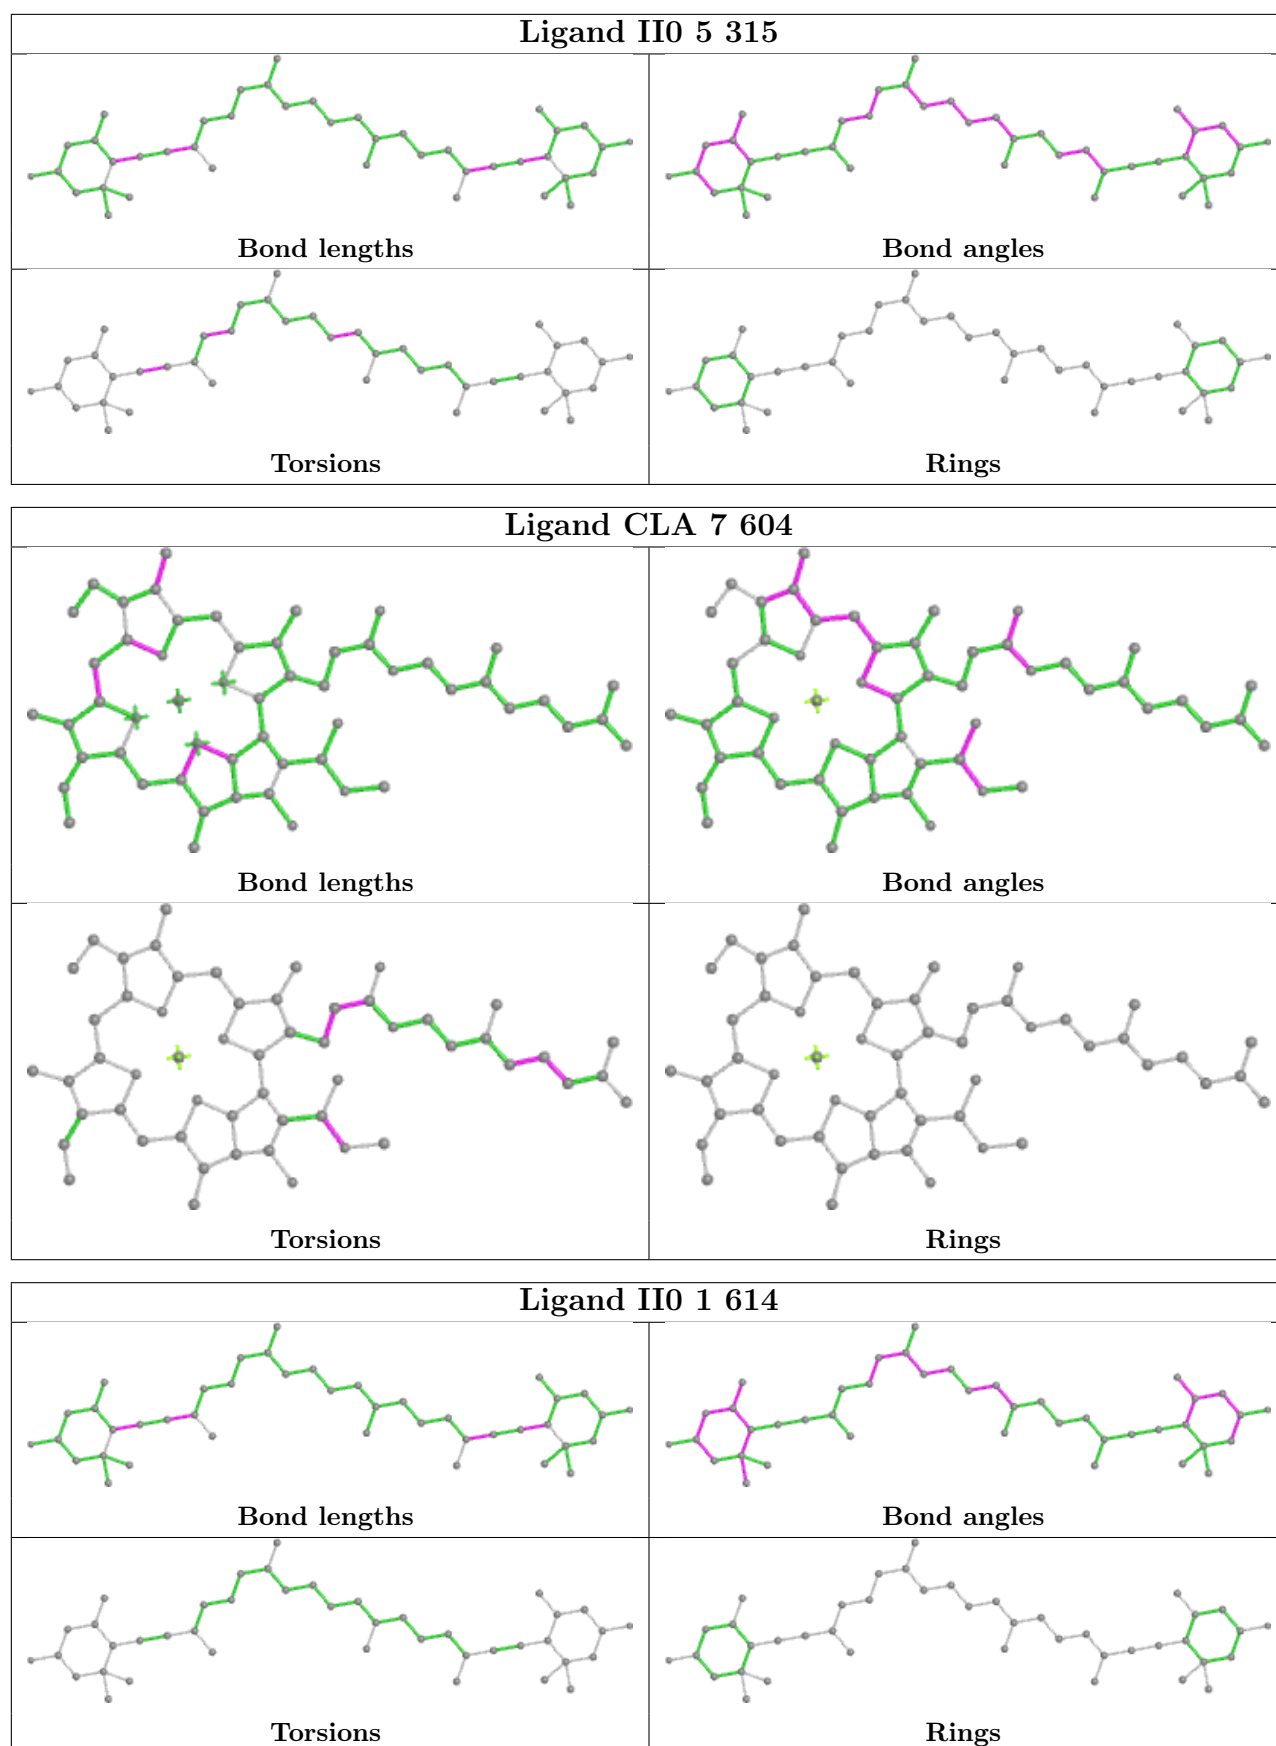 Ligand II0 5 315
Bond lengths
Bond angles
Torsions
Rings
Ligand CLA 7 604
Bond lengths
Bond angles
Torsions
Rings
Ligand II0 1 614
Bond lengths
Bond angles
Torsions
Rings